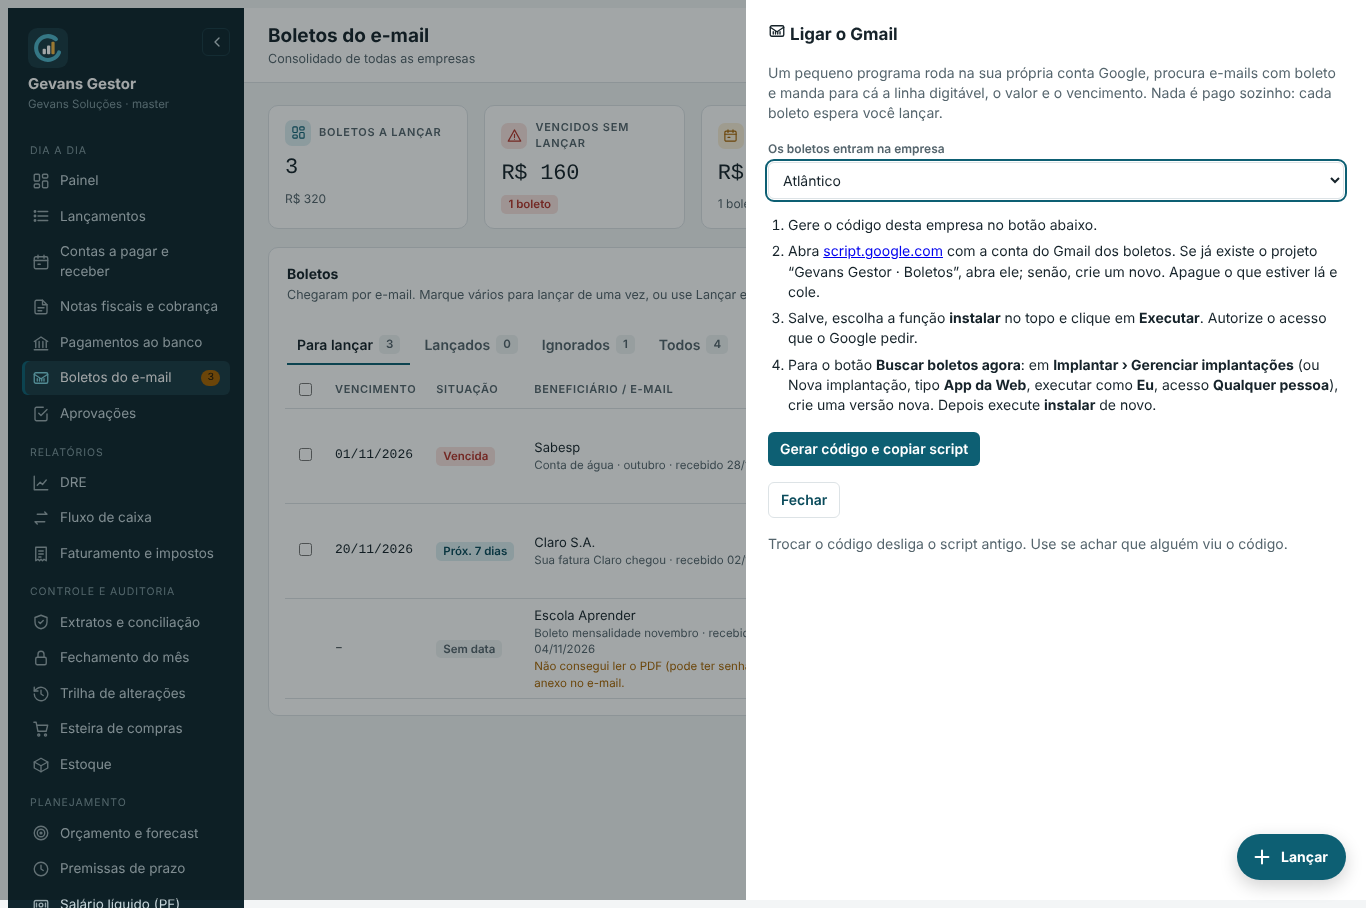 Gevans Gestor
Gevans Soluções · master
DIA A DIA
Painel
Lançamentos
Contas a pagar e
receber
Notas fiscais e cobrança
Pagamentos ao banco
Boletos do e-mail 3
Aprovações
RELATÓRIOS
DRE
Fluxo de caixa
Faturamento e impostos
CONTROLE E AUDITORIA
Extratos e conciliação
Fechamento do mês
Trilha de alterações
Esteira de compras
Estoque
PLANEJAMENTO
Orçamento e forecast
Premissas de prazo
Salário líquido (PF)
Boletos do e-mail
Consolidado de todas as empresas
BOLETOS A LANÇAR
3
R$ 320
VENCIDOS SEM
LANÇAR
R$ 160
1 boleto
R$
1 bole
Boletos
Chegaram por e-mail. Marque vários para lançar de uma vez, ou use Lançar e
Para lançar 3 Lançados 0 Ignorados 1 Todos 4
VENCIMENTO SITUAÇÃO BENEFICIÁRIO / E-MAIL
01/11/2026 Vencida Sabesp
Conta de água · outubro · recebido 28/
20/11/2026 Próx. 7 dias Claro S.A.
Sua fatura Claro chegou · recebido 02/
– Sem data Escola Aprender
Boleto mensalidade novembro · recebid
04/11/2026
Não consegui ler o PDF (pode ter senha
anexo no e-mail.
Ligar o Gmail
Um pequeno programa roda na sua própria conta Google, procura e-mails com boleto
e manda para cá a linha digitável, o valor e o vencimento. Nada é pago sozinho: cada
boleto espera você lançar.
Os boletos entram na empresa
Atlântico
1. Gere o código desta empresa no botão abaixo.
2. Abra script.google.com com a conta do Gmail dos boletos. Se já existe o projeto
“Gevans Gestor · Boletos”, abra ele; senão, crie um novo. Apague o que estiver lá e
cole.
3. Salve, escolha a função instalar no topo e clique em Executar. Autorize o acesso
que o Google pedir.
4. Para o botão Buscar boletos agora: em Implantar › Gerenciar implantações (ou
Nova implantação, tipo App da Web, executar como Eu, acesso Qualquer pessoa),
crie uma versão nova. Depois execute instalar de novo.
Gerar código e copiar script
Fechar
Trocar o código desliga o script antigo. Use se achar que alguém viu o código.
Lançar